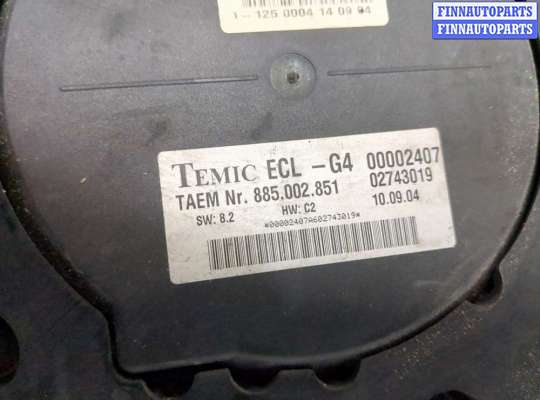 FINNAUTOPARTS
FINNAUTOPARTS
1-125 0004 14 09 04
TEMIC ECL -G4 00002407
TAEM Nr. 885.002.851 02743019
SW: 8.2 HW: C2 10.09.04
*00002407A602743019*